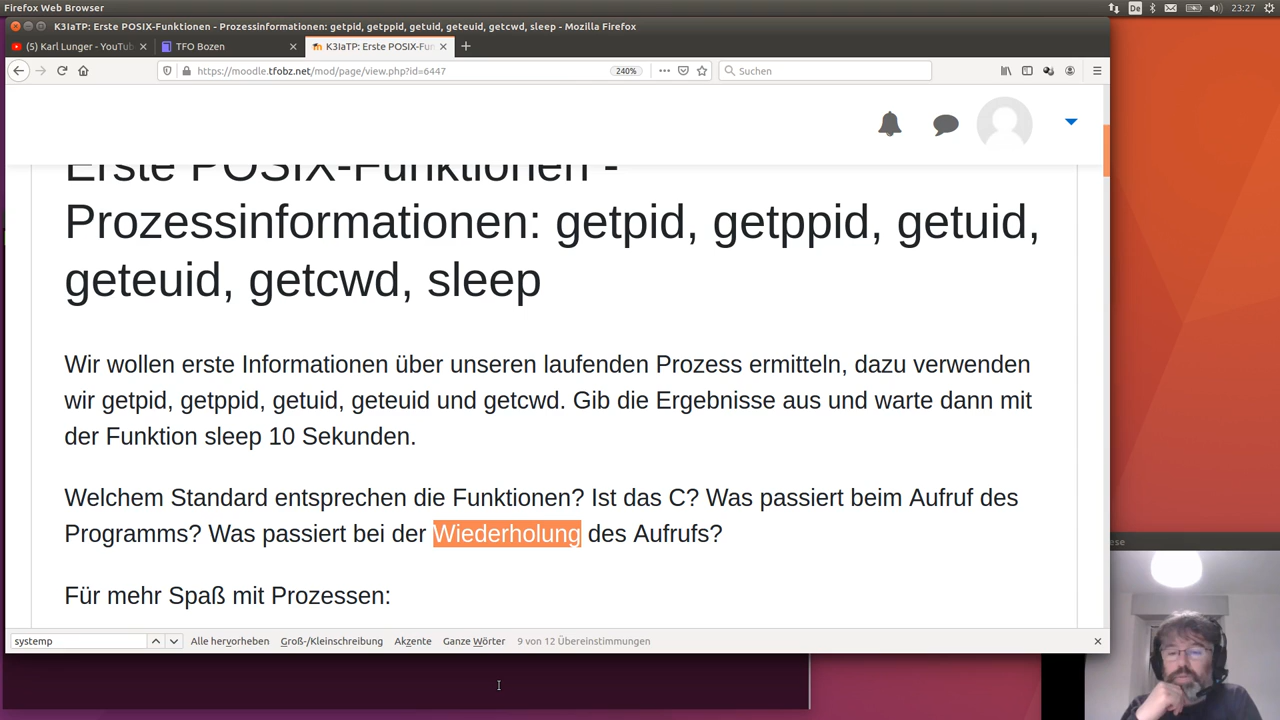 Firefox Web Browser
De
23:27
K3IaTP: Erste POSIX-Funktionen - Prozessinformationen: getpid, getppid, getuid, geteuid, getcwd, sleep - Mozilla Firefox
(5) Karl Lunger - YouTub
TFO Bozen
K3IaTP: Erste POSIX-Fun
https://moodle.tfobz.net/mod/page/view.php?id=6447
240%
Suchen
Erste POSIX-Funktionen -
Prozessinformationen: getpid, getppid, getuid,
geteuid, getcwd, sleep
Wir wollen erste Informationen über unseren laufenden Prozess ermitteln, dazu verwenden
wir getpid, getppid, getuid, geteuid und getcwd. Gib die Ergebnisse aus und warte dann mit
der Funktion sleep 10 Sekunden.
Welchem Standard entsprechen die Funktionen? Ist das C? Was passiert beim Aufruf des
Programms? Was passiert bei der Wiederholung des Aufrufs?
Für mehr Spaß mit Prozessen:
systemp
Alle hervorheben
Groß-/Kleinschreibung
Akzente
Ganze Wörter
9 von 12 Übereinstimmungen